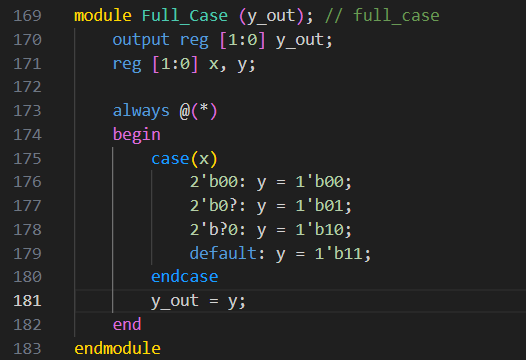 169 module Full_Case (y_out); // full_case
170 output reg [1:0] y_out;
171 reg [1:0] x, y;
172
173 always @(*)
174 begin
175 case(x)
176 2'b00: y = 1'b00;
177 2'b0?: y = 1'b01;
178 2'b?0: y = 1'b10;
179 default: y = 1'b11;
180 endcase
181 y_out = y;
182 end
183 endmodule